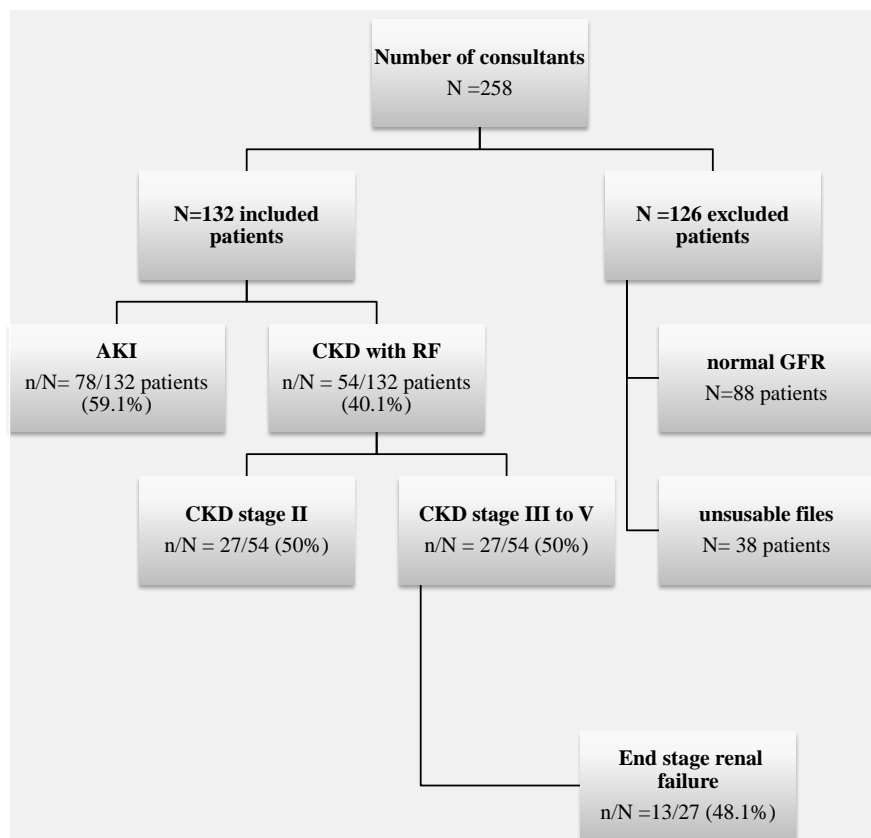 Number of consultants
N =258
N=132 included
patients
N =126 excluded
patients
AKI
n/N= 78/132 patients
(59.1%)
CKD with RF
n/N = 54/132 patients
(40.1%)
normal GFR
N=88 patients
CKD stage II
n/N = 27/54 (50%)
CKD stage III to V
n/N = 27/54 (50%)
unsusable files
N= 38 patients
End stage renal
failure
n/N =13/27 (48.1%)